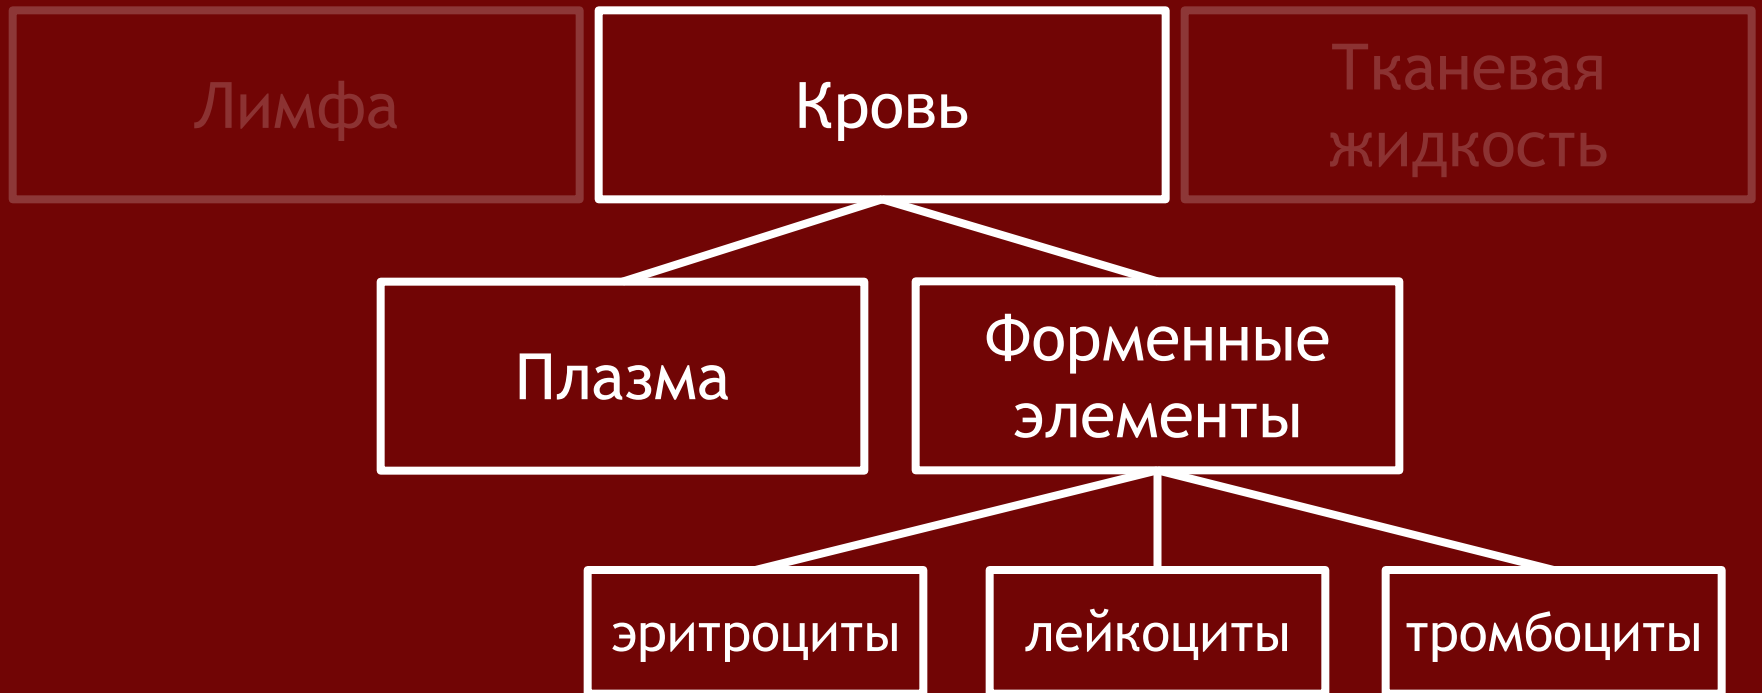 Лимфа
Кровь
Тканевая
жидкость
Плазма
Форменные
элементы
эритроциты
лейкоциты
тромбоциты